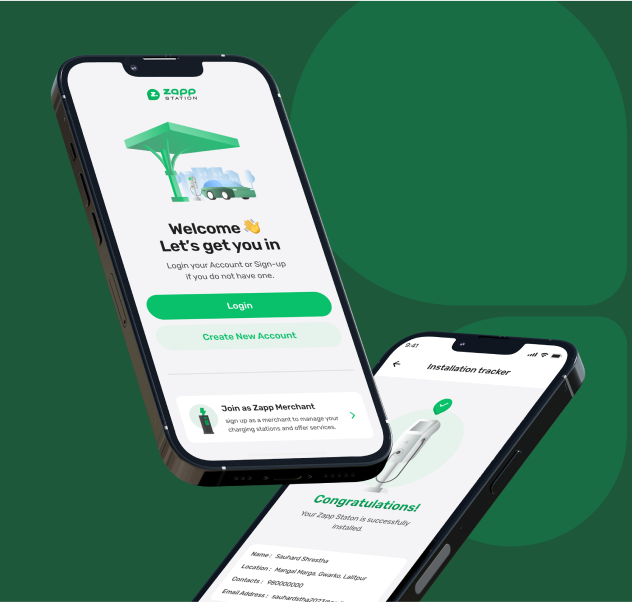 zapp
STATION
Welcome 👋
Let's get you in
Login your Account or Sign-up
if you do not have one.
Login
Create New Account
Join as Zapp Merchant
sign up as a merchant to manage your
charging stations and offer services.
9:41
Installation tracker
Congratulations!
Your Zapp Staton is successfully
installed.
Name : Sauhard Shrestha
Location : Mangal Marga, Gwarko, Lalitpur
Contacts : 980000000
Email Address :